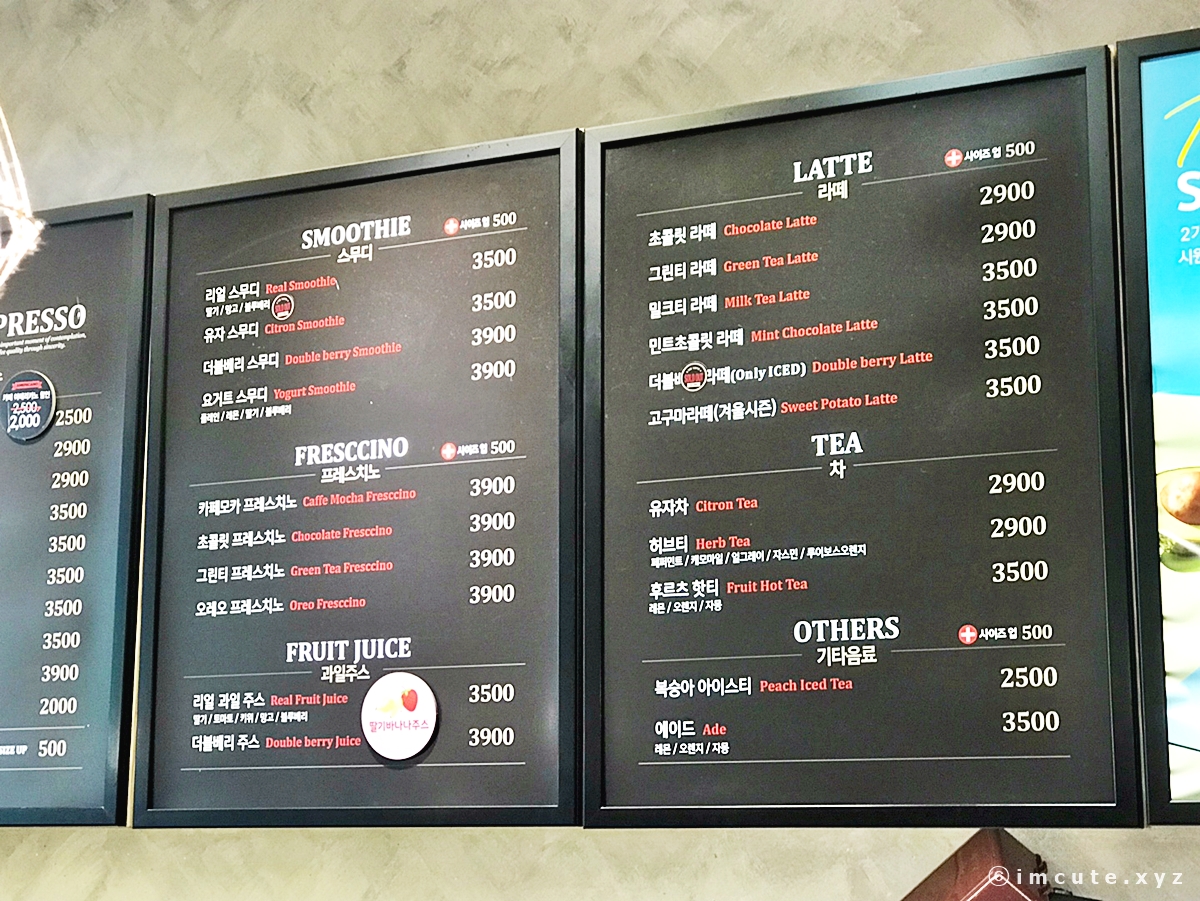 PRESSO
2,500
2,000
2500
2900
2900
3500
3500
3500
3500
3500
3900
2000
SIZE UP 500
SMOOTHIE
스무디
사이즈 업 500
리얼 스무디 Real Smoothie 3500
딸기 / 망고 / 블루베리
유자 스무디 Citron Smoothie 3500
더블베리 스무디 Double berry Smoothie 3900
요거트 스무디 Yogurt Smoothie 3900
플레인 / 레몬 / 딸기 / 블루베리
FRESCCINO
프레스치노
사이즈 업 500
카페모카 프레스치노 Caffe Mocha Fresccino 3900
초콜릿 프레스치노 Chocolate Fresccino 3900
그린티 프레스치노 Green Tea Fresccino 3900
오레오 프레스치노 Oreo Fresccino 3900
FRUIT JUICE
과일주스
리얼 과일 주스 Real Fruit Juice 3500
딸기 / 토마토 / 키위 / 망고 / 블루베리
딸기바나나주스
더블베리 주스 Double berry Juice 3900
LATTE
라떼
사이즈 업 500
초콜릿 라떼 Chocolate Latte 2900
그린티 라떼 Green Tea Latte 2900
밀크티 라떼 Milk Tea Latte 3500
민트초콜릿 라떼 Mint Chocolate Latte 3500
더블베 라떼(Only ICED) Double berry Latte 3500
고구마라떼(겨울시즌) Sweet Potato Latte 3500
TEA
차
유자차 Citron Tea 2900
허브티 Herb Tea 2900
페퍼민트 / 캐모마일 / 얼그레이 / 자스민 / 루이보스오렌지
후르츠 핫티 Fruit Hot Tea 3500
레몬 / 오렌지 / 자몽
OTHERS
기타음료
사이즈 업 500
복숭아 아이스티 Peach Iced Tea 2500
에이드 Ade 3500
레몬 / 오렌지 / 자몽
imcute.xyz